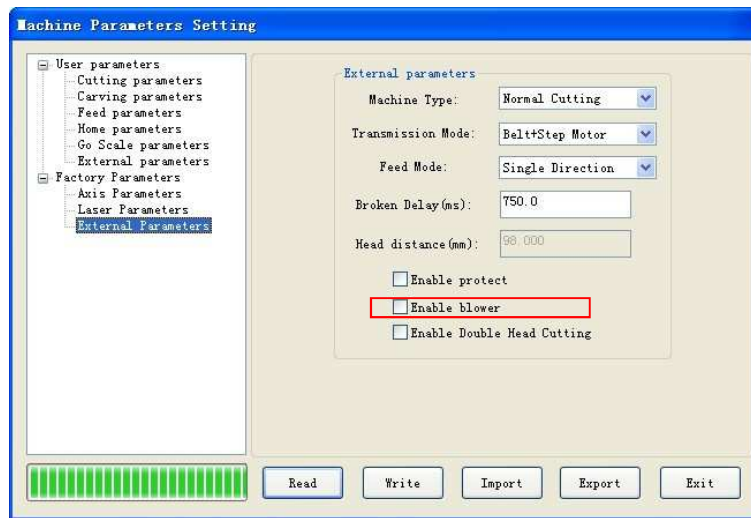 Machine Parameters Setting
User parameters
Cutting parameters
Carving parameters
Feed parameters
Home parameters
Go Scale parameters
External parameters
Factory Parameters
Axis Parameters
Laser Parameters
External Parameters
External parameters
Machine Type: Normal Cutting
Transmission Mode: Belt+Step Motor
Feed Mode: Single Direction
Broken Delay(ms): 750.0
Head distance(mm): 98.000
Enable protect
Enable blower
Enable Double Head Cutting
Read Write Import Export Exit